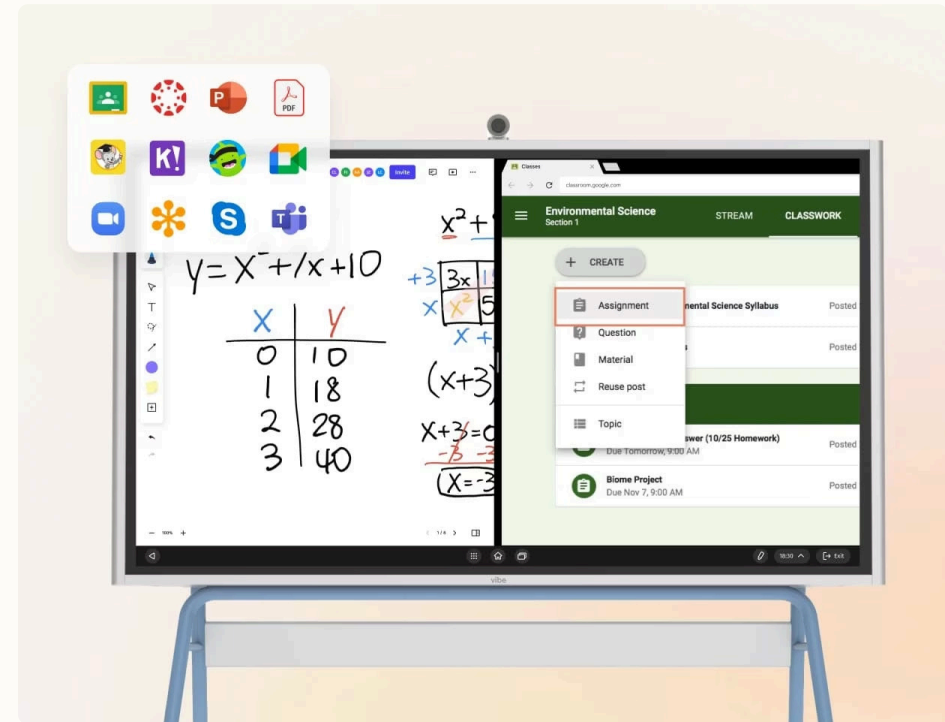 P
PDF
K!
S
T
Invite
y=x²+7x+10
X Y
0 10
1 18
2 28
3 40
x²+
+3 3x
x x² 5
x +
(x+3)
x+3=0
-3 -3
x=-3
100%
1/8
Classes
classroom.google.com
Environmental Science
Section 1
STREAM
CLASSWORK
CREATE
Assignment
Question
Material
Reuse post
Topic
mental Science Syllabus
Posted
s
Posted
swer (10/25 Homework)
Due Tomorrow, 9:00 AM
Posted
Biome Project
Due Nov 7, 9:00 AM
Posted
18:30
Exit
vibe